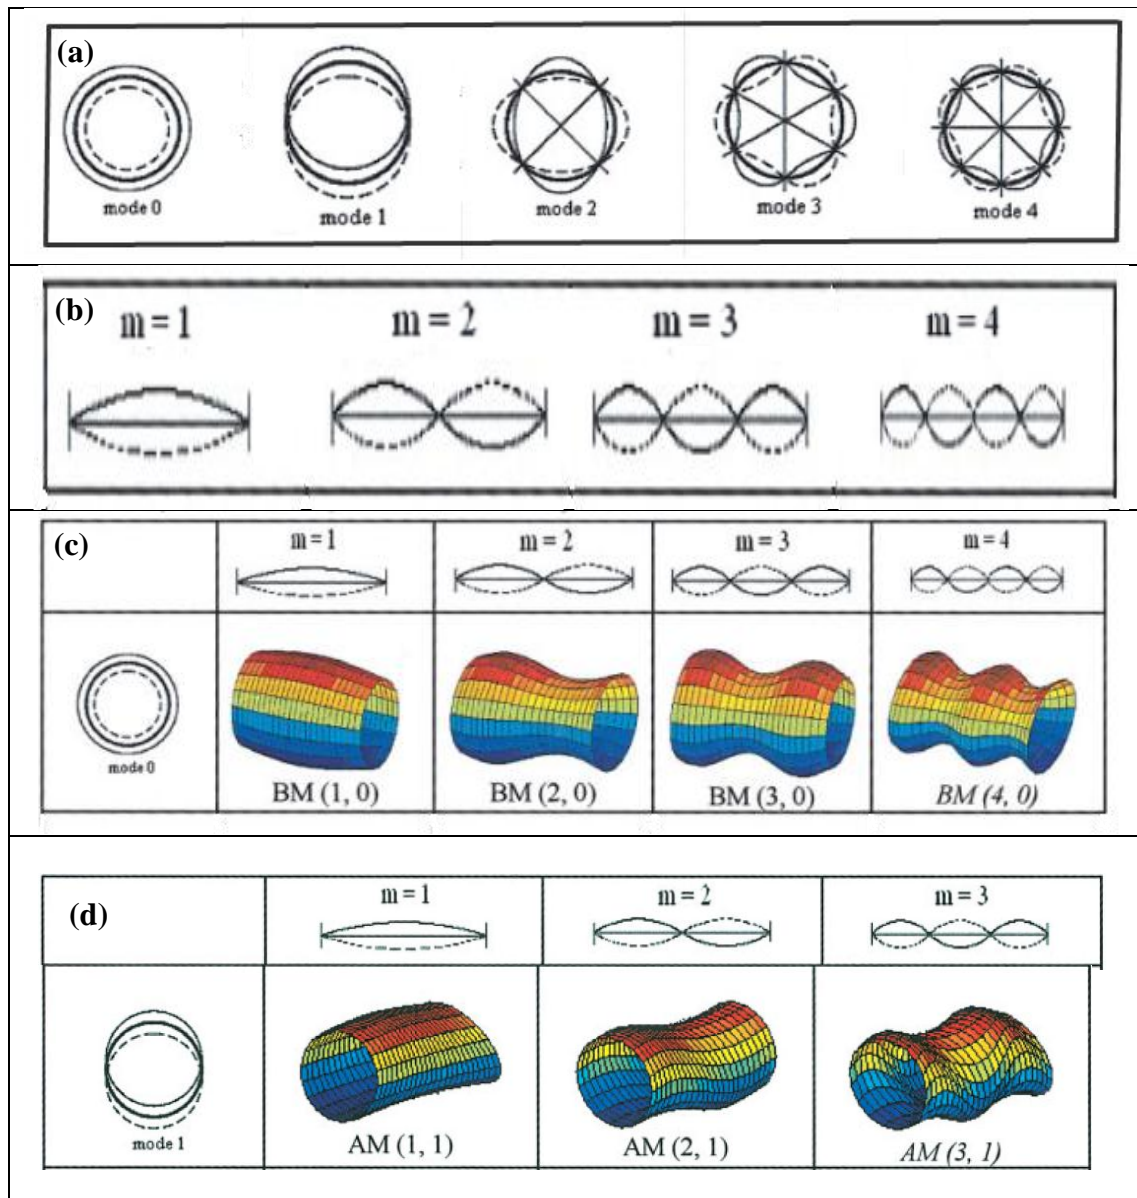 (a)
mode 0
mode 1
mode 2
mode 3
mode 4
(b)
m = 1
m = 2
m = 3
m = 4
(c)
m = 1
m = 2
m = 3
m = 4
mode 0
BM (1, 0)
BM (2, 0)
BM (3, 0)
BM (4, 0)
(d)
m = 1
m = 2
m = 3
mode 1
AM (1, 1)
AM (2, 1)
AM (3, 1)